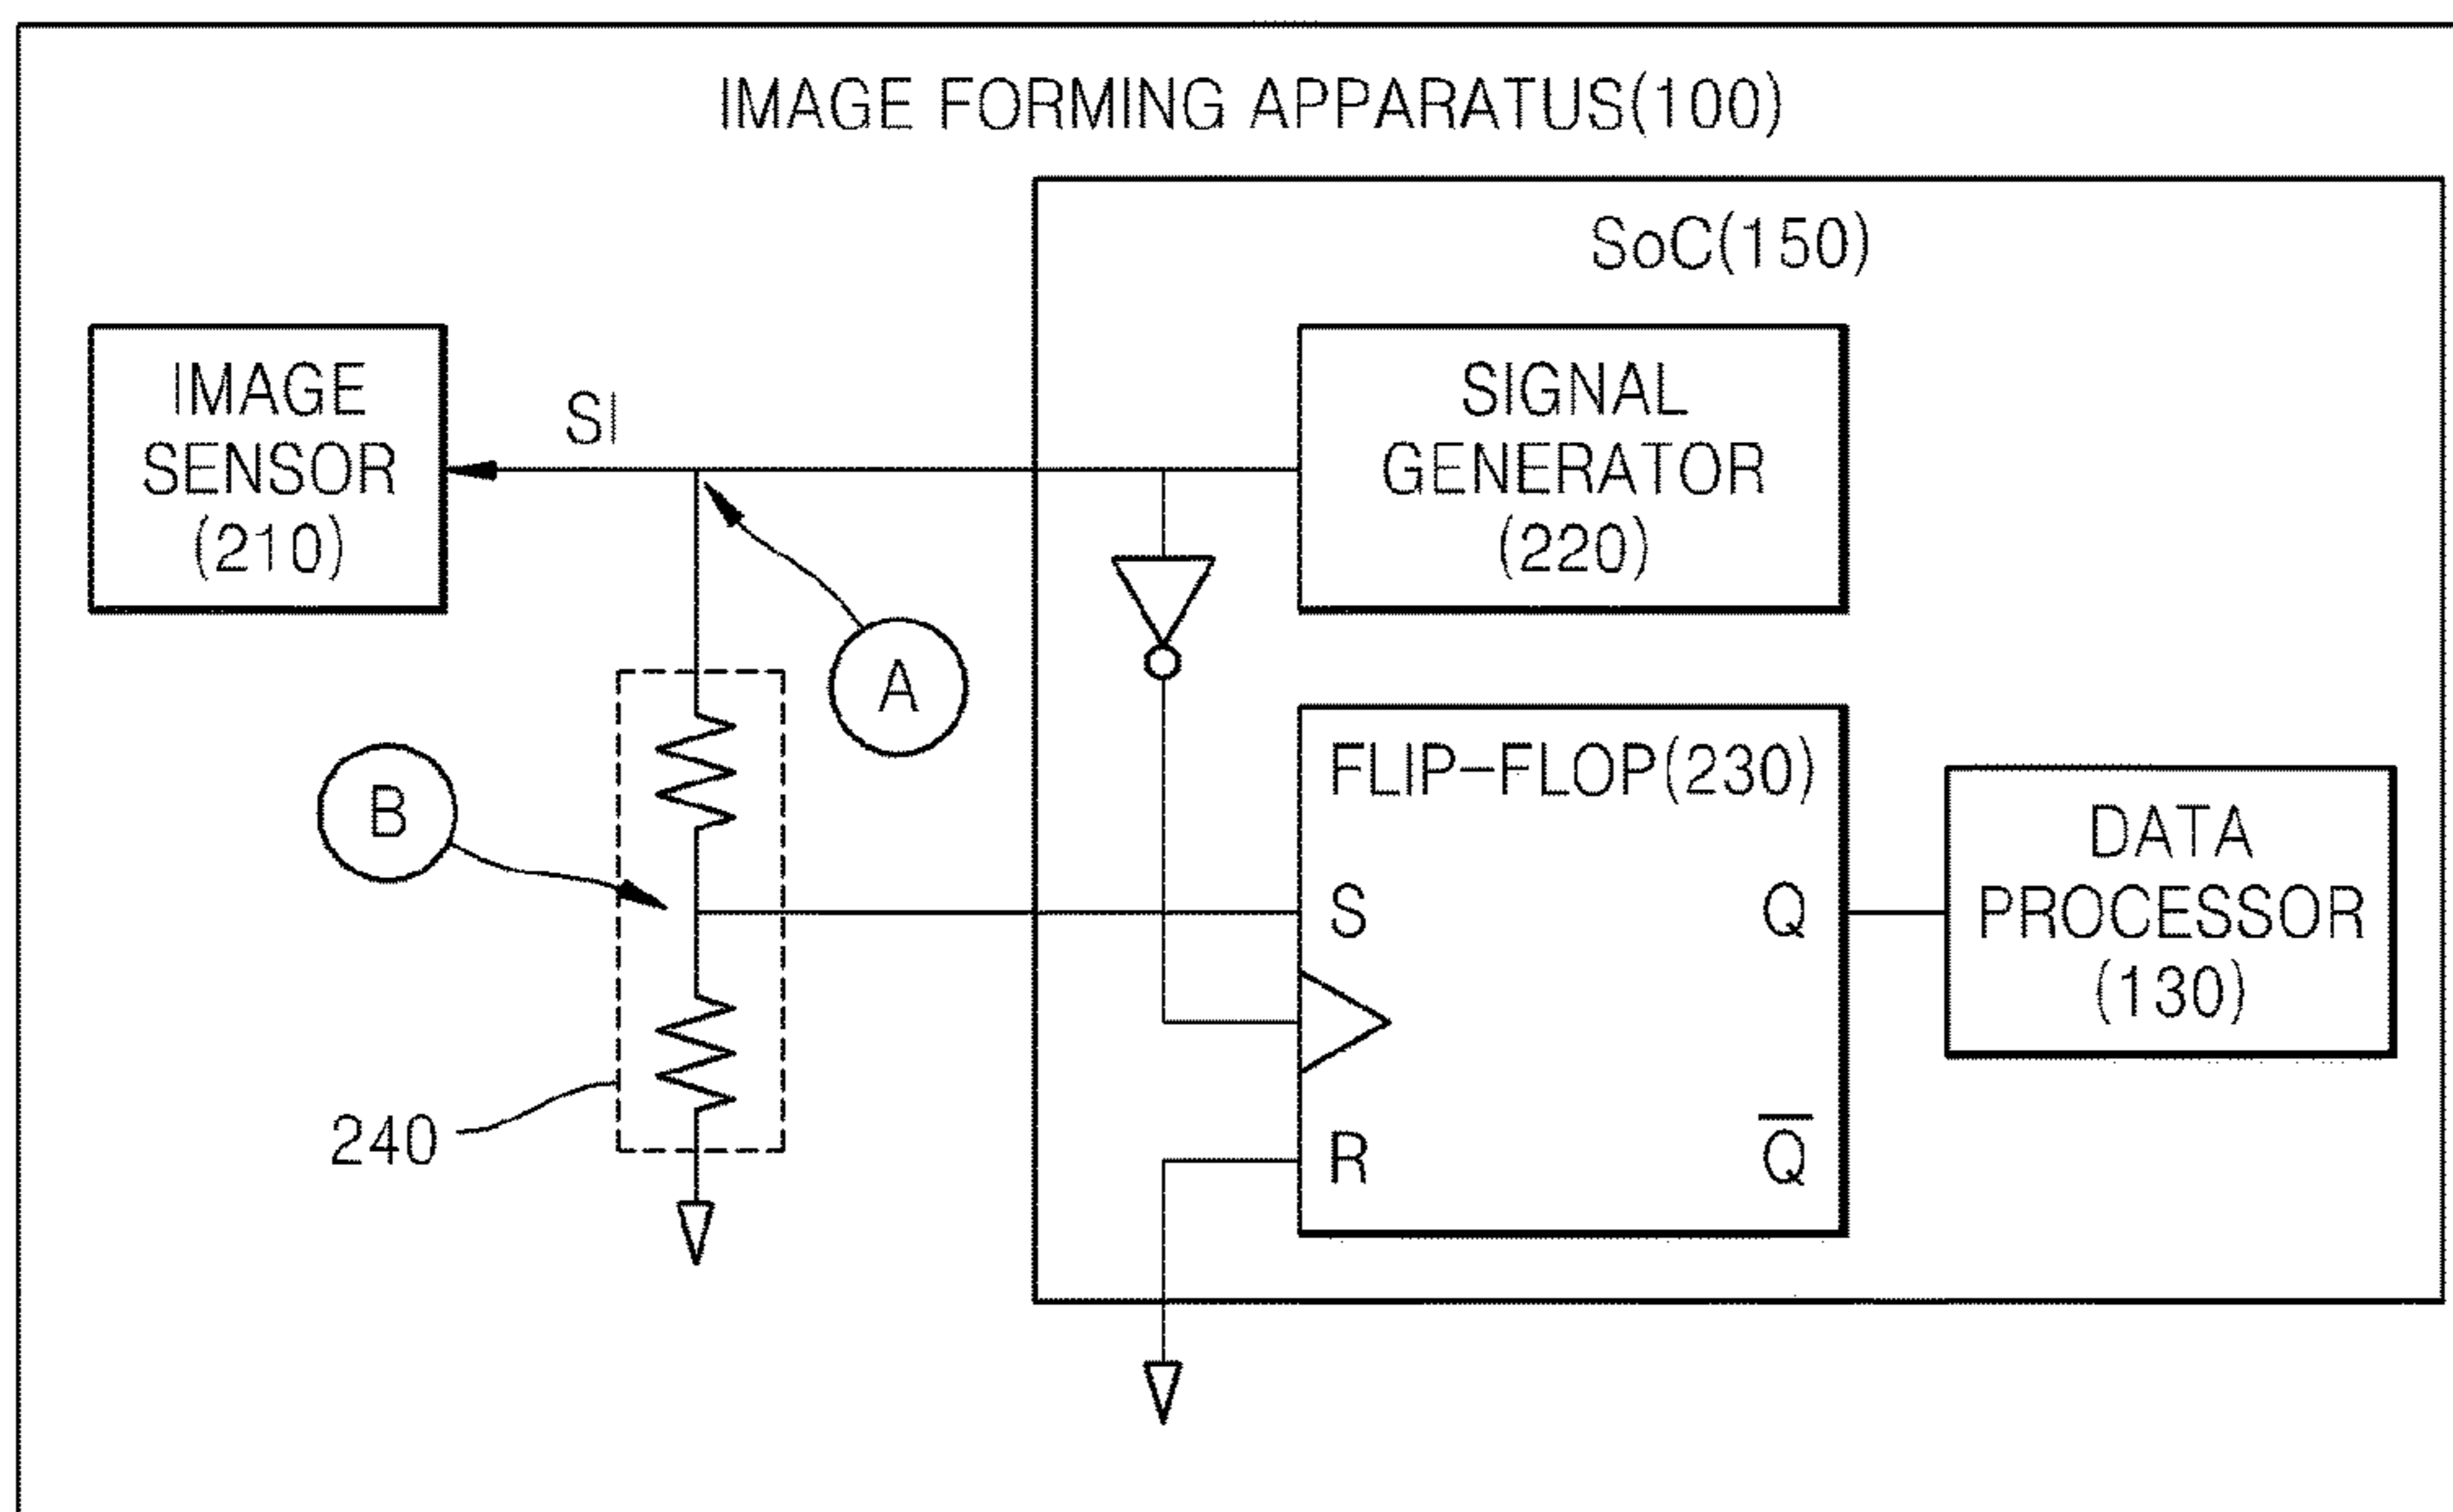 IMAGE FORMING APPARATUS(100)
SoC(150)
IMAGE
SENSOR
(210)
SI
SIGNAL
GENERATOR
(220)
A
B
FLIP-FLOP(230)
S
Q
R
Q̅
DATA
PROCESSOR
(130)
240